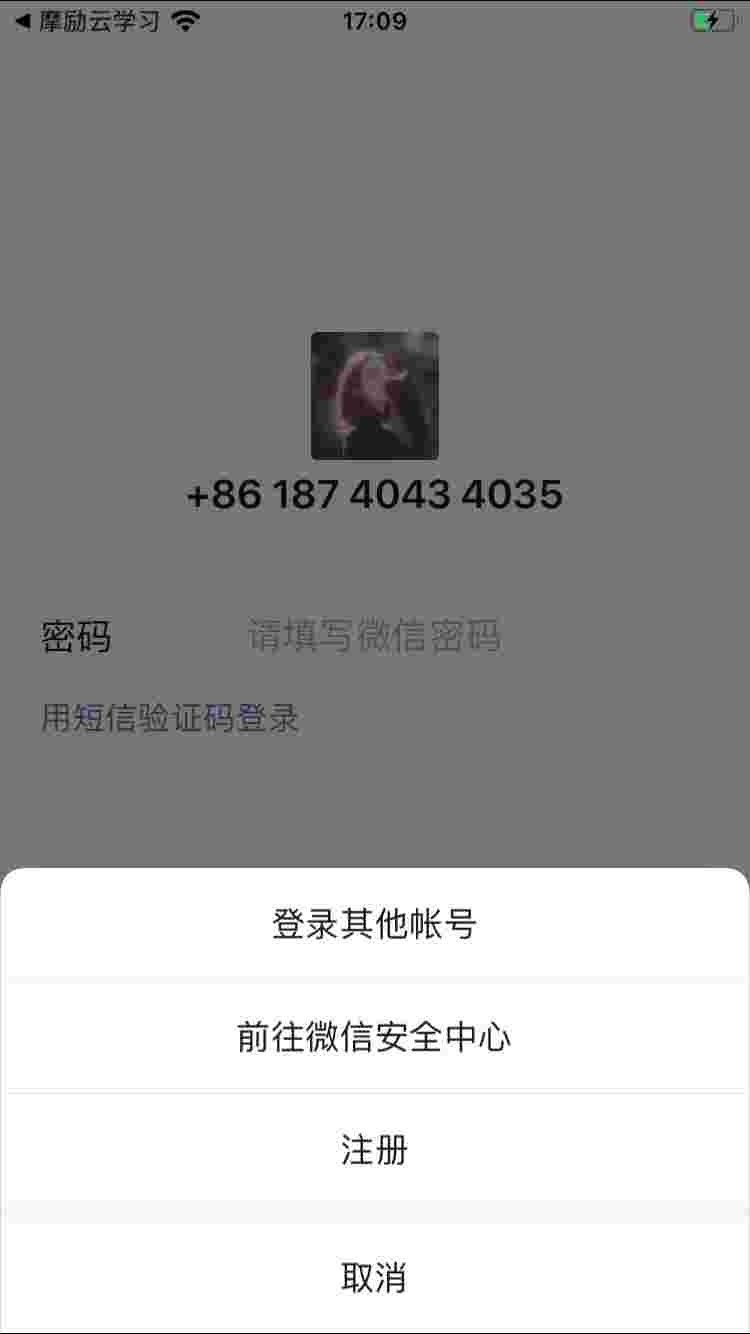 摩励云学习
17:09
+86 187 4043 4035
密码 请填写微信密码
用短信验证码登录
登录其他帐号
前往微信安全中心
注册
取消